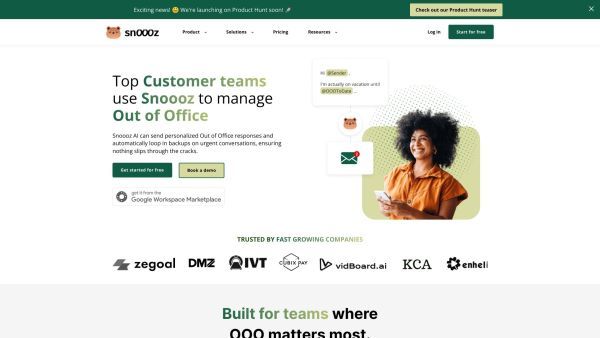 Exciting news! 😊 We're launching on Product Hunt soon! 🚀
Check out our Product Hunt teaser
snOOOz
Product
Solutions
Pricing
Resources
Log in
Start for free
Top Customer teams
use Snoooz to manage
Out of Office
Snoooz AI can send personalized Out of Office responses and
automatically loop in backups on urgent conversations, ensuring
nothing slips through the cracks.
Get started for free
Book a demo
get it from the
Google Workspace Marketplace
Hi @Sender ,
I'm actually on vacation until
@OOOToDate ...
TRUSTED BY FAST GROWING COMPANIES
zegoal
DMZ
IVT
CUBIX PAY
vidBoard.ai
KCA
enheli
Built for teams where
OOO matters most.